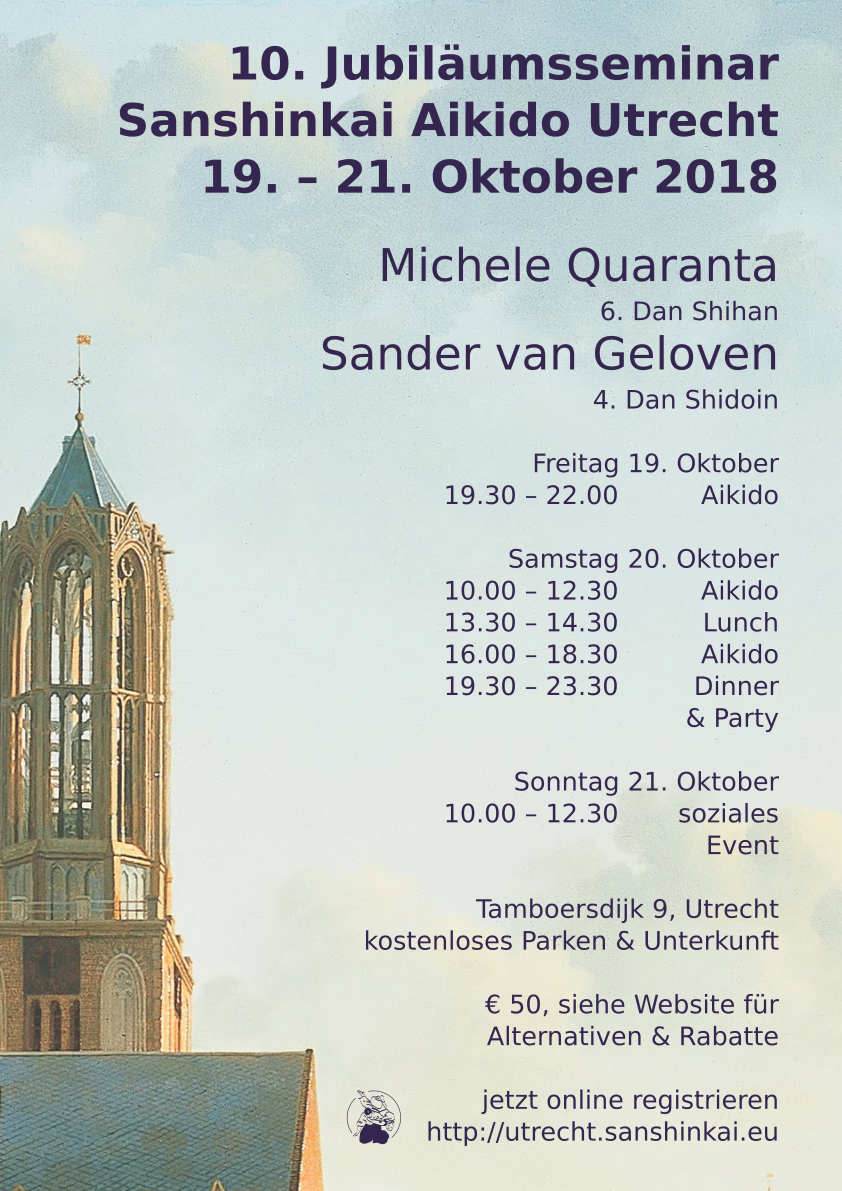 10. Jubiläumsseminar
Sanshinkai Aikido Utrecht
19. – 21. Oktober 2018
Michele Quaranta
6. Dan Shihan
Sander van Geloven
4. Dan Shidoin
Freitag 19. Oktober
19.30 – 22.00 Aikido
Samstag 20. Oktober
10.00 – 12.30 Aikido
13.30 – 14.30 Lunch
16.00 – 18.30 Aikido
19.30 – 23.30 Dinner
& Party
Sonntag 21. Oktober
10.00 – 12.30 soziales
Event
Tamboersdijk 9, Utrecht
kostenloses Parken & Unterkunft
€ 50, siehe Website für
Alternativen & Rabatte
jetzt online registrieren
http://utrecht.sanshinkai.eu